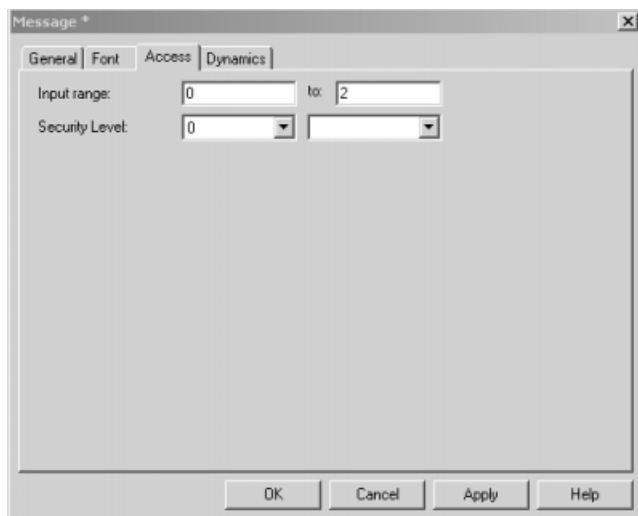 Message *
General Font Access Dynamics
Input range: 0 to: 2
Security Level: 0
OK Cancel Apply Help